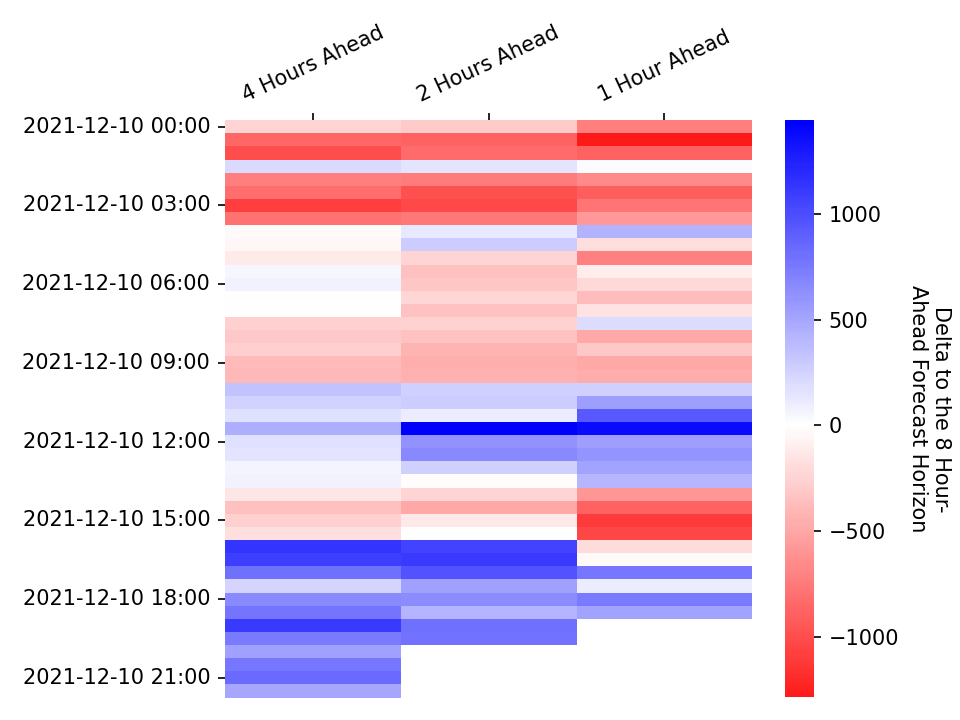 4 Hours Ahead
2 Hours Ahead
1 Hour Ahead
2021-12-10 00:00
2021-12-10 03:00
2021-12-10 06:00
2021-12-10 09:00
2021-12-10 12:00
2021-12-10 15:00
2021-12-10 18:00
2021-12-10 21:00
1000
500
0
−500
−1000
Delta to the 8 Hour-
Ahead Forecast Horizon